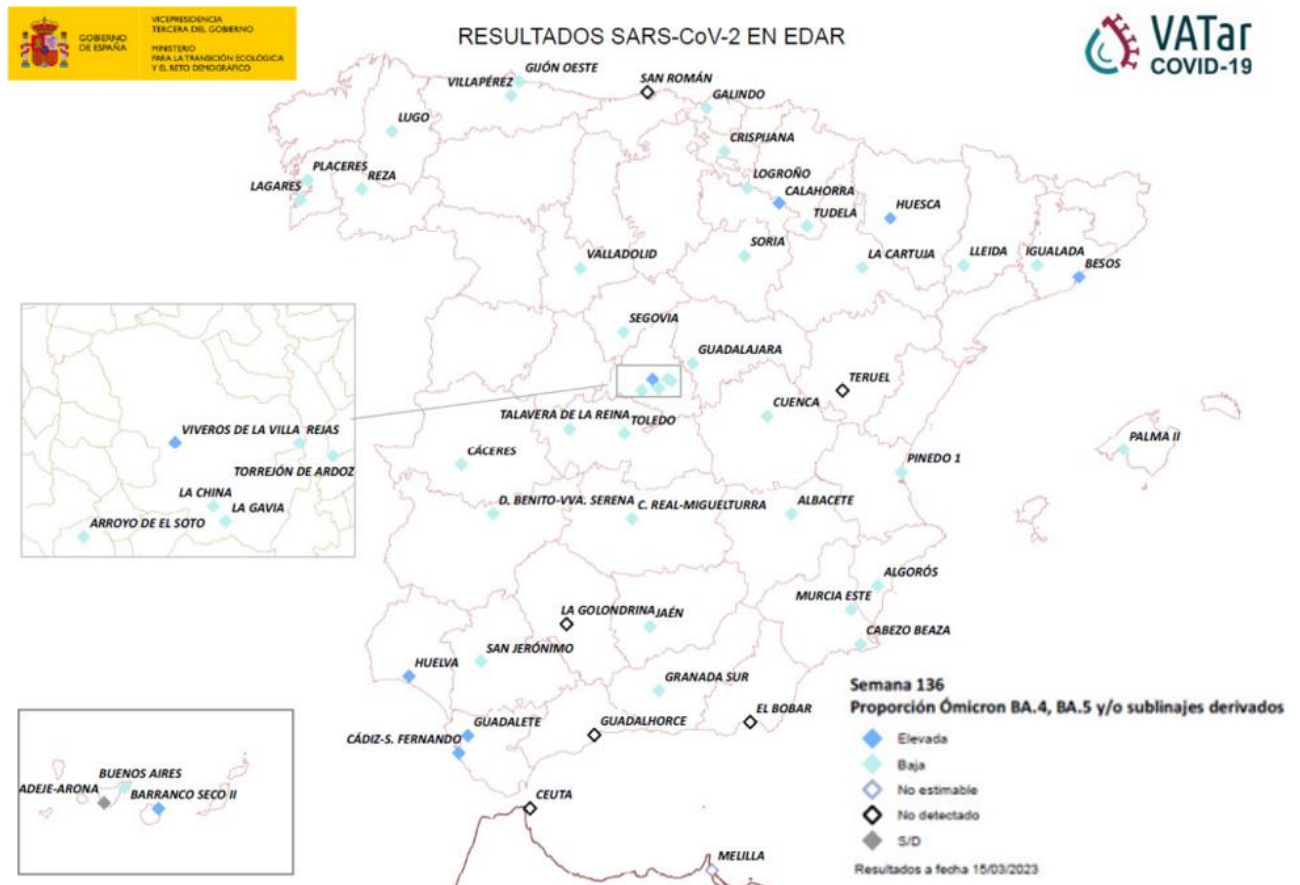 GOBIERNO
DE ESPAÑA
VICEPRESIDENCIA
TERCERA DEL GOBIERNO
MINISTERIO
PARA LA TRANSICIÓN ECOLÓGICA
Y EL RETO DEMOGRÁFICO
RESULTADOS SARS-CoV-2 EN EDAR
VATar
COVID-19
GIJÓN OESTE
VILLAPÉREZ
SAN ROMÁN
GALINDO
LUGO
CRISPIJANA
PLACERES
REZA
LAGARES
LOGROÑO
CALAHORRA
HUESCA
TUDELA
SORIA
VALLADOLID
LA CARTUJA
LLEIDA
IGUALADA
BESOS
SEGOVIA
GUADALAJARA
TERUEL
CUENCA
TALAVERA DE LA REINA
TOLEDO
VIVEROS DE LA VILLA
REJAS
TORREJÓN DE ARDOZ
LA CHINA
LA GAVIA
ARROYO DE EL SOTO
PALMA II
CÁCERES
PINEDO 1
D. BENITO-VVA. SERENA
C. REAL-MIGUELTURRA
ALBACETE
ALGORÓS
MURCIA ESTE
LA GOLONDRINA
JAÉN
CABEZO BEAZA
SAN JERÓNIMO
HUELVA
GRANADA SUR
EL BOBAR
GUADALETE
GUADALHORCE
CÁDIZ-S. FERNANDO
BUENOS AIRES
ADEJE-ARONA
BARRANCO SECO II
CEUTA
MELILLA
Semana 136
Proporción Ómicron BA.4, BA.5 y/o sublinajes derivados
Elevada
Baja
No estimable
No detectado
S/D
Resultados a fecha 15/03/2023